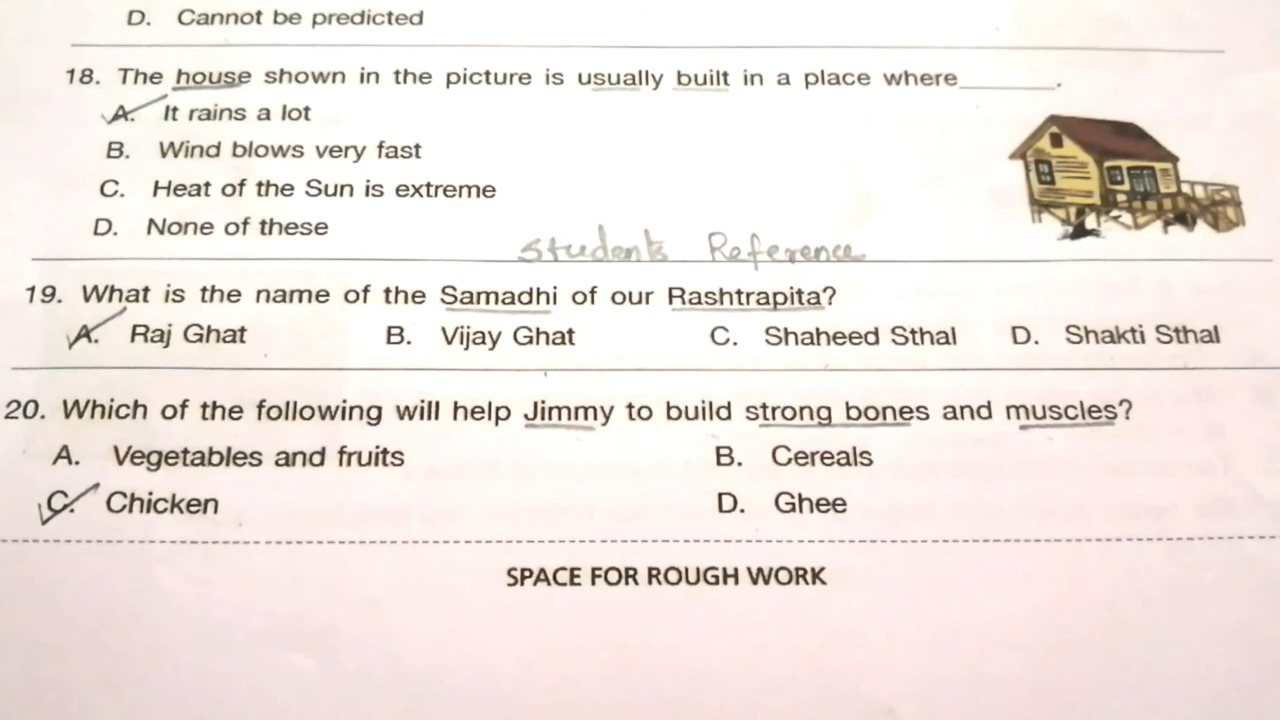 D. Cannot be predicted
18. The house shown in the picture is usually built in a place where______.
A. It rains a lot
B. Wind blows very fast
C. Heat of the Sun is extreme
D. None of these
Students Reference
19. What is the name of the Samadhi of our Rashtrapita?
A. Raj Ghat B. Vijay Ghat C. Shaheed Sthal D. Shakti Sthal
20. Which of the following will help Jimmy to build strong bones and muscles?
A. Vegetables and fruits B. Cereals
C. Chicken D. Ghee
SPACE FOR ROUGH WORK